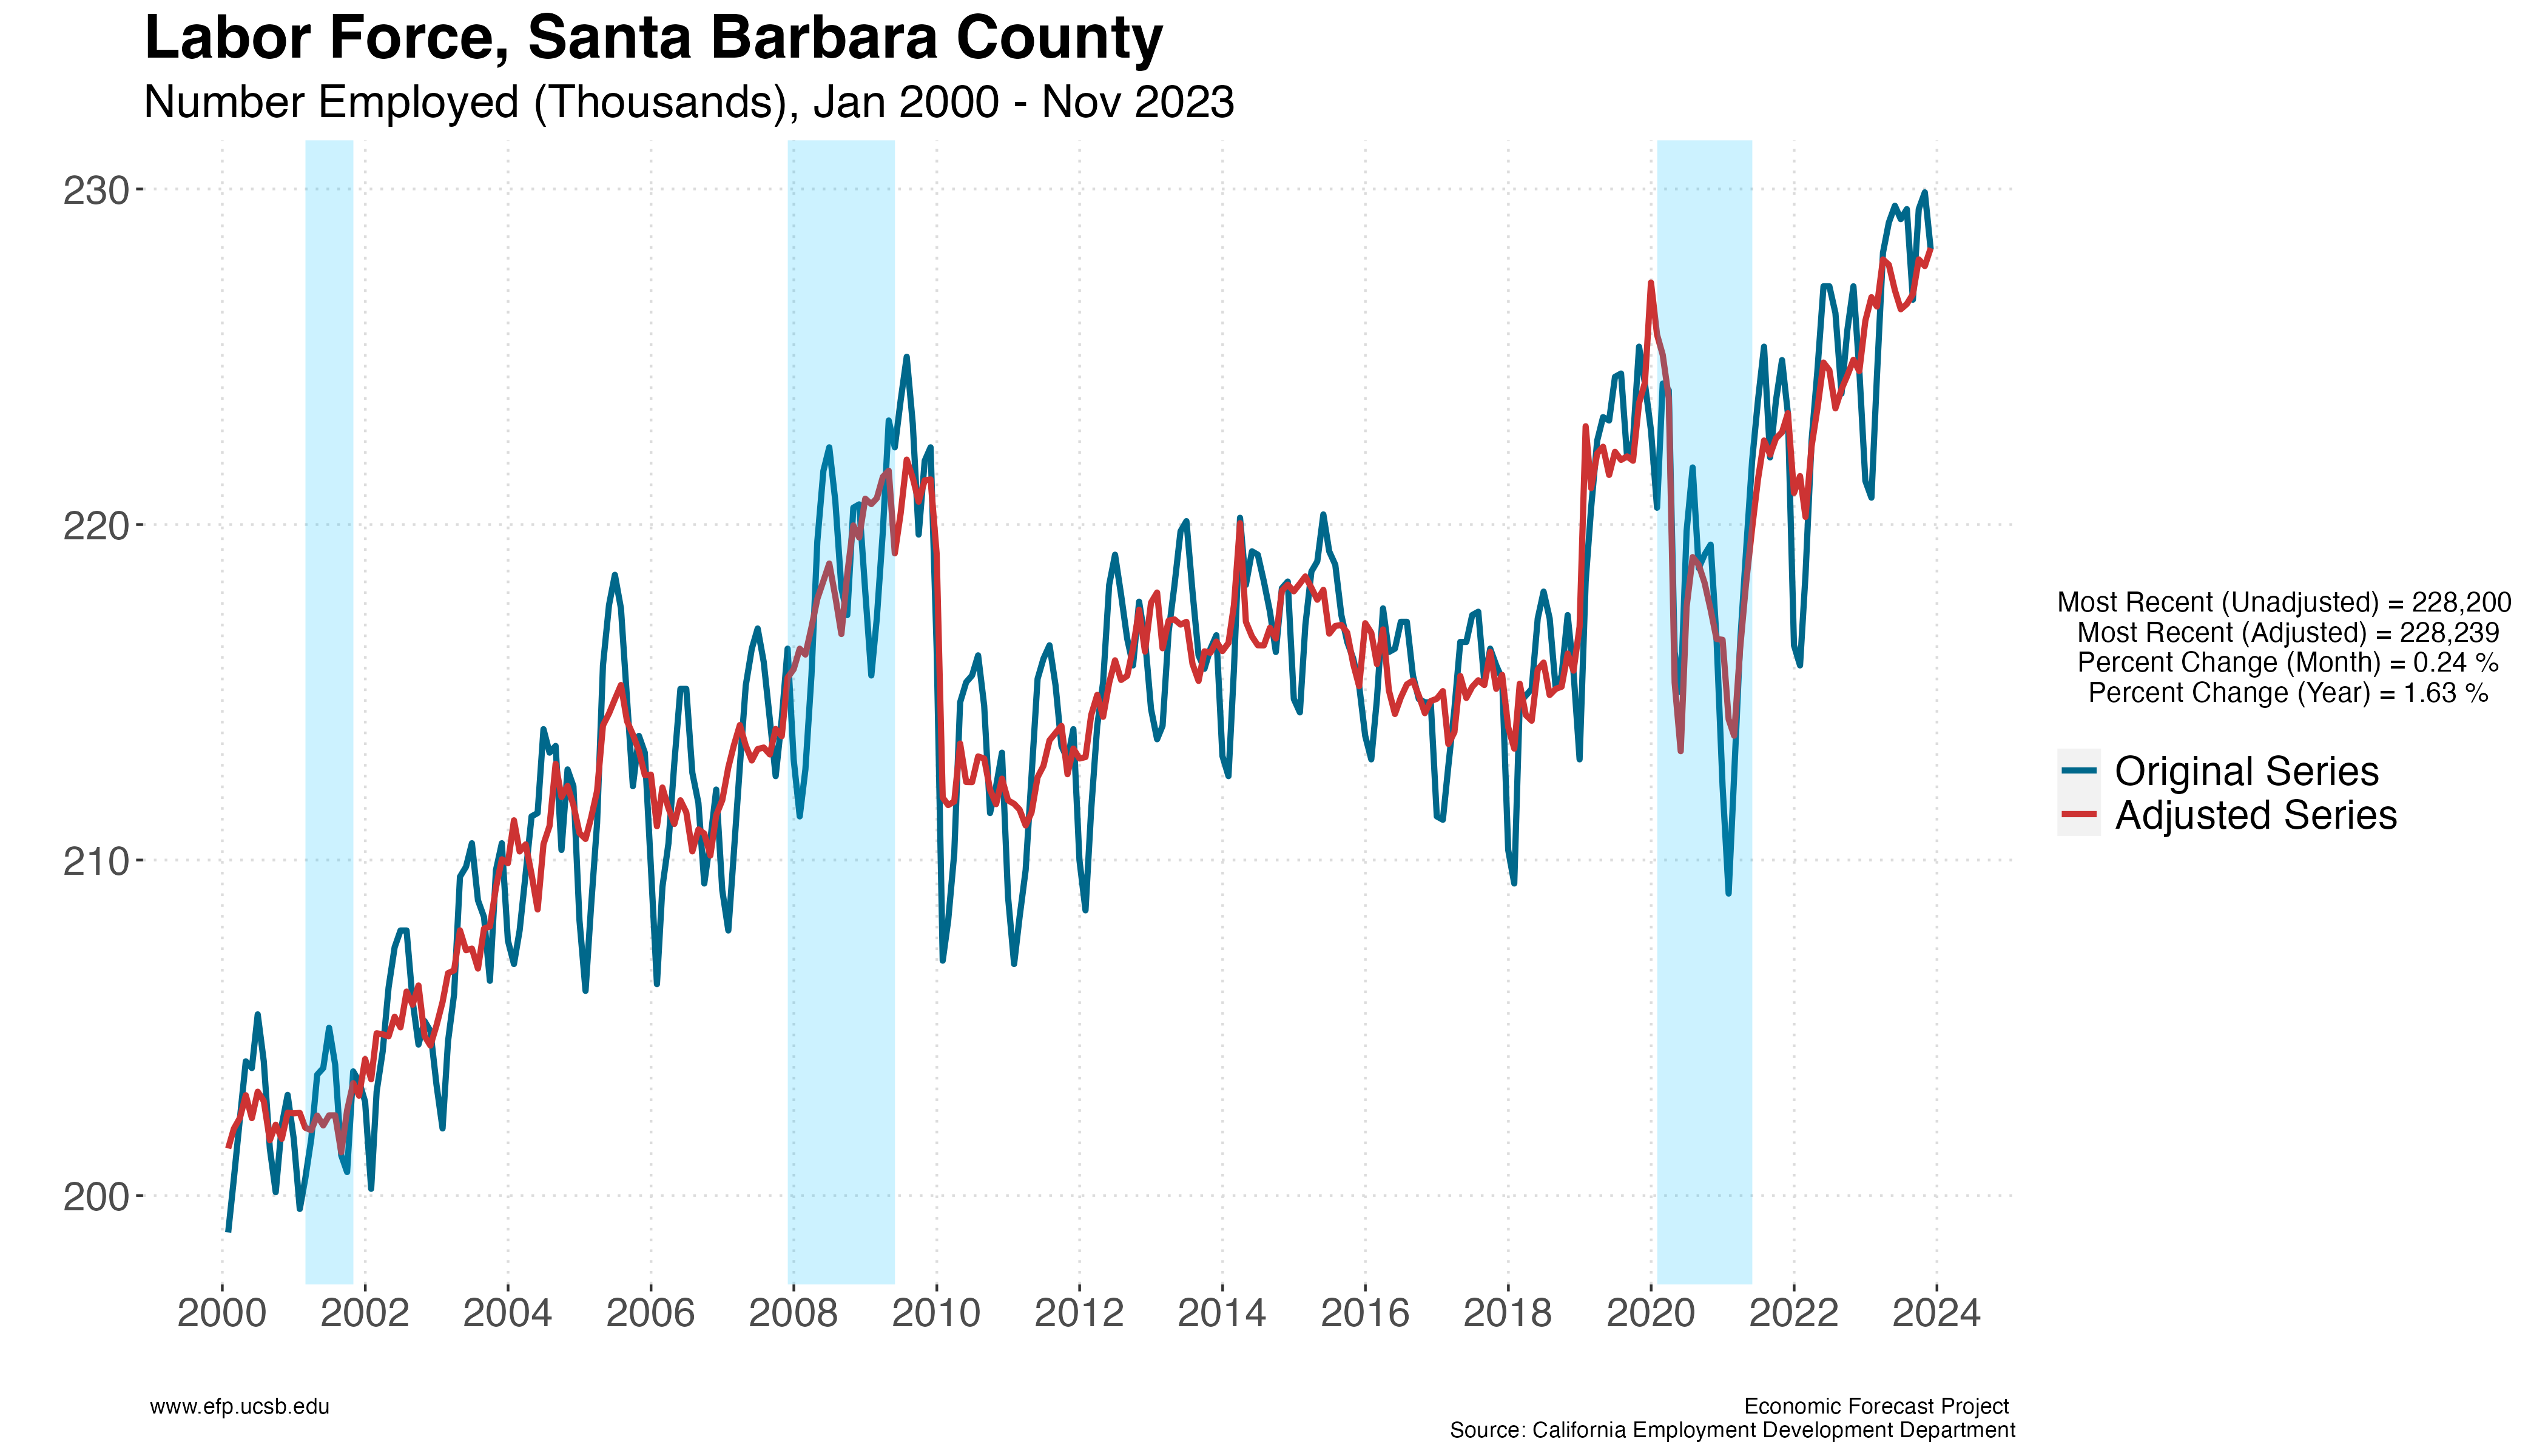 Labor Force, Santa Barbara County
Number Employed (Thousands), Jan 2000 - Nov 2023
230
220
210
200
2000 2002 2004 2006 2008 2010 2012 2014 2016 2018 2020 2022 2024
Most Recent (Unadjusted) = 228,200
Most Recent (Adjusted) = 228,239
Percent Change (Month) = 0.24 %
Percent Change (Year) = 1.63 %
Original Series
Adjusted Series
www.efp.ucsb.edu
Economic Forecast Project
Source: California Employment Development Department